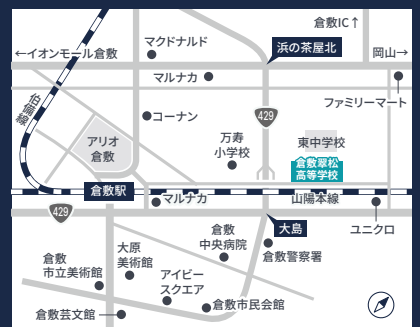 倉敷IC↑
マクドナルド
浜の茶屋北
←イオンモール倉敷
岡山→
マルナカ
ファミリーマート
伯備線
コーナン
429
万寿
小学校
東中学校
アリオ
倉敷
倉敷翠松
高等学校
倉敷駅
マルナカ
山陽本線
429
大島
ユニクロ
倉敷
中央病院
大原
美術館
倉敷警察署
倉敷
市立美術館
アイビー
スクエア
倉敷市民会館
倉敷芸文館